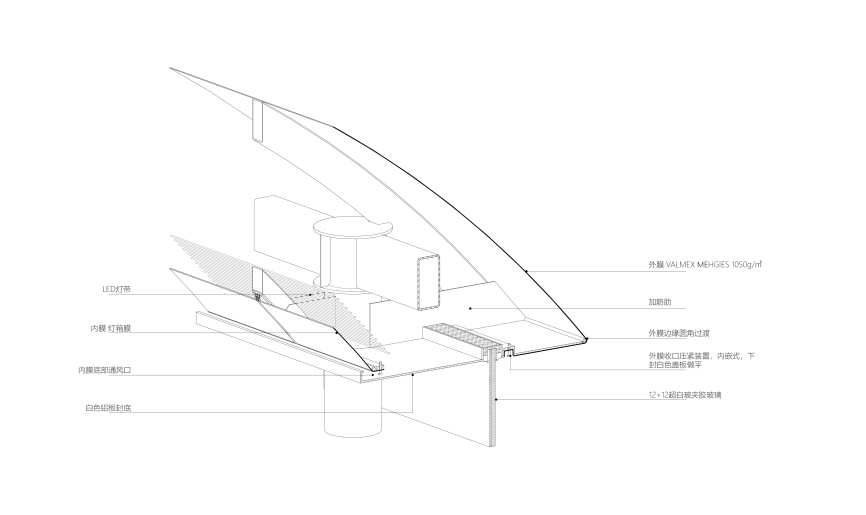 外膜 VALMEX MEHGIES 1050g/㎡
LED灯带
加筋肋
内膜 灯箱膜
外膜边缘圆角过渡
外膜收口压紧装置，内嵌式，下
封白色盖板做平
内膜底部通风口
12+12超白玻夹胶玻璃
白色铝板封底